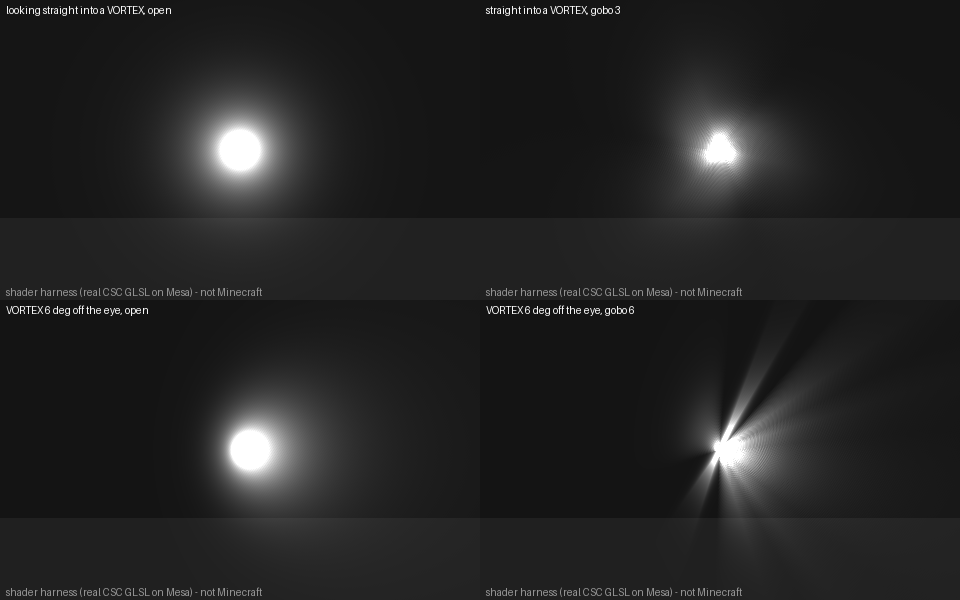 looking straight into a VORTEX, open
straight into a VORTEX, gobo 3
shader harness (real CSC GLSL on Mesa) - not Minecraft
shader harness (real CSC GLSL on Mesa) - not Minecraft
VORTEX 6 deg off the eye, open
VORTEX 6 deg off the eye, gobo 6
shader harness (real CSC GLSL on Mesa) - not Minecraft
shader harness (real CSC GLSL on Mesa) - not Minecraft